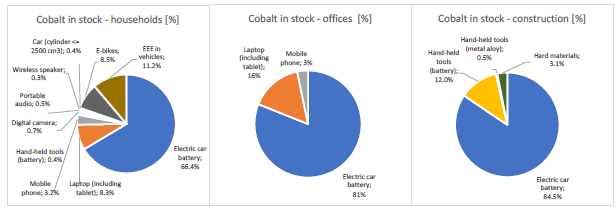 Cobalt in stock - households [%]
Car (cylinder <=
2500 cm3); 0.4%
E-bikes;
8.5%
EEE in
vehicles;
11.2%
Wireless speaker;
0.3%
Portable
audio; 0.5%
Digital camera;
0.7%
Hand-held tools
(battery); 0.4%
Mobile
phone; 3.2%
Laptop (including
tablet); 8.3%
Electric car
battery;
66.4%
Cobalt in stock - offices [%]
Laptop
(including
tablet);
16%
Mobile
phone; 3%
Electric car
battery;
81%
Cobalt in stock - construction [%]
Hand-held tools
(metal aloy);
0.5%
Hand-held
tools
(battery);
12.0%
Hard materials;
3.1%
Electric car
battery;
84.5%